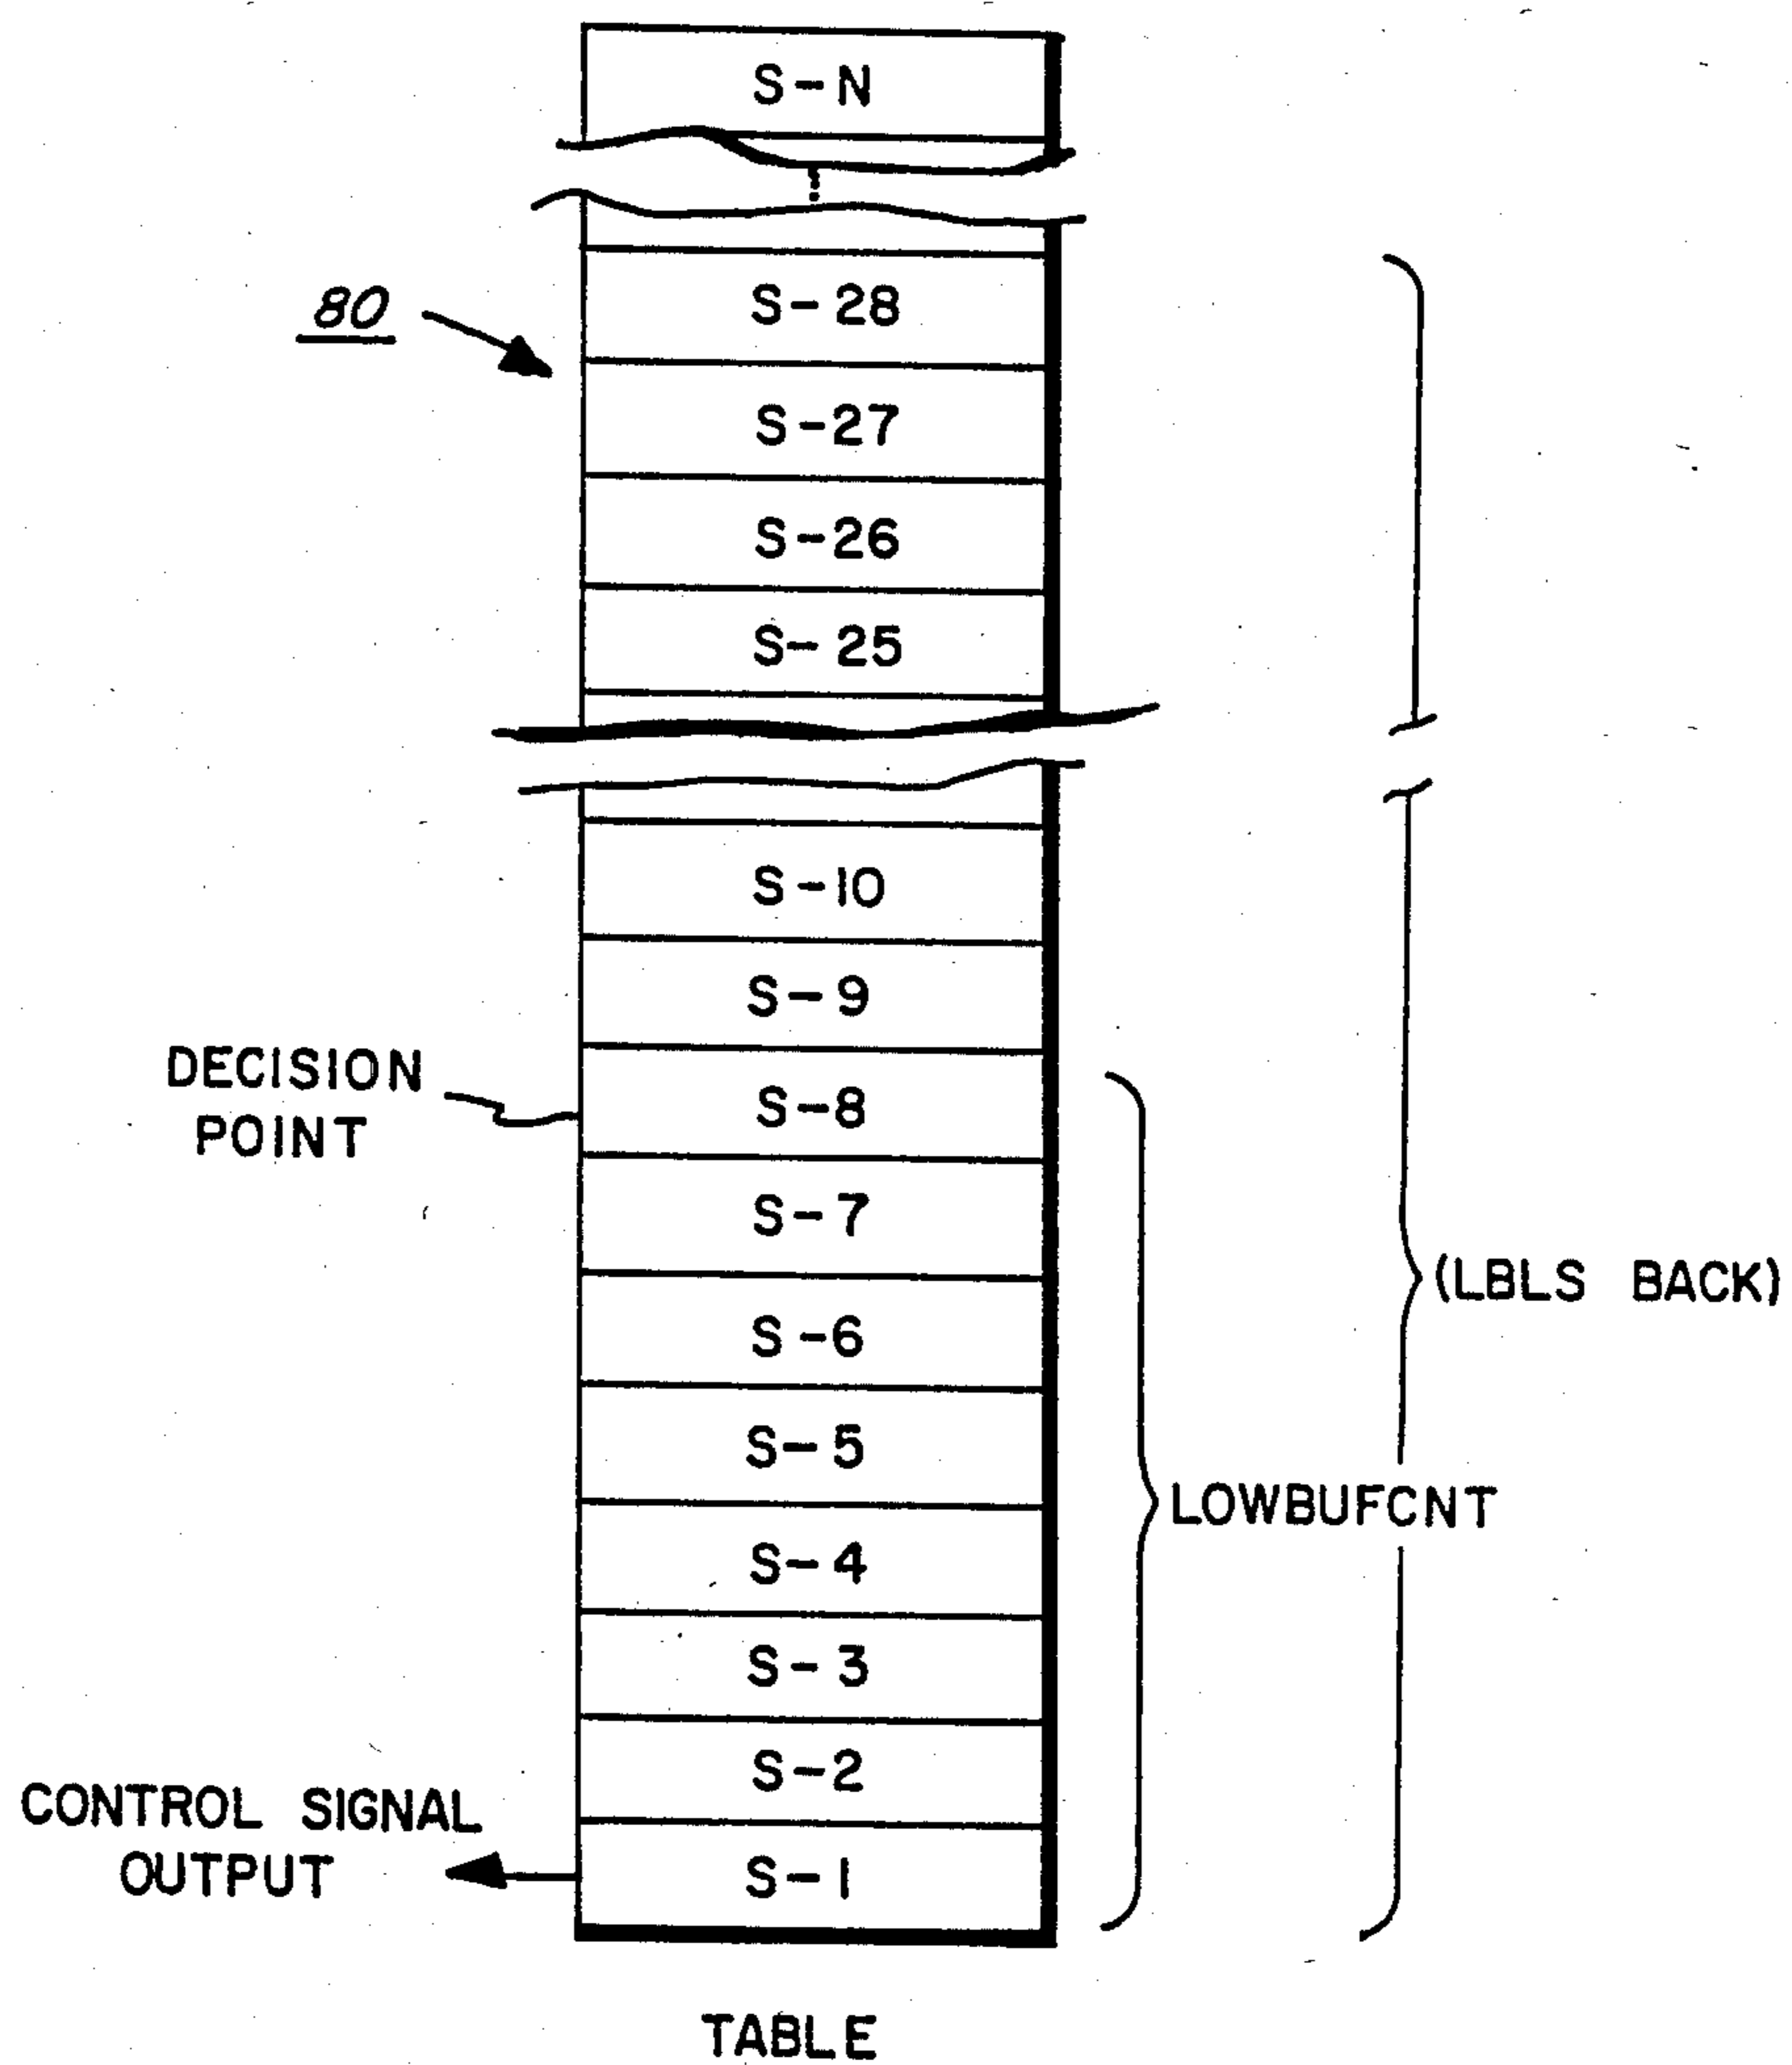 S-N
80
S-28
S-27
S-26
S-25
S-10
S-9
DECISION
POINT
S-8
S-7
(LBLS BACK)
S-6
S-5
LOWBUFCNT
S-4
S-3
S-2
CONTROL SIGNAL
OUTPUT
S-1
TABLE